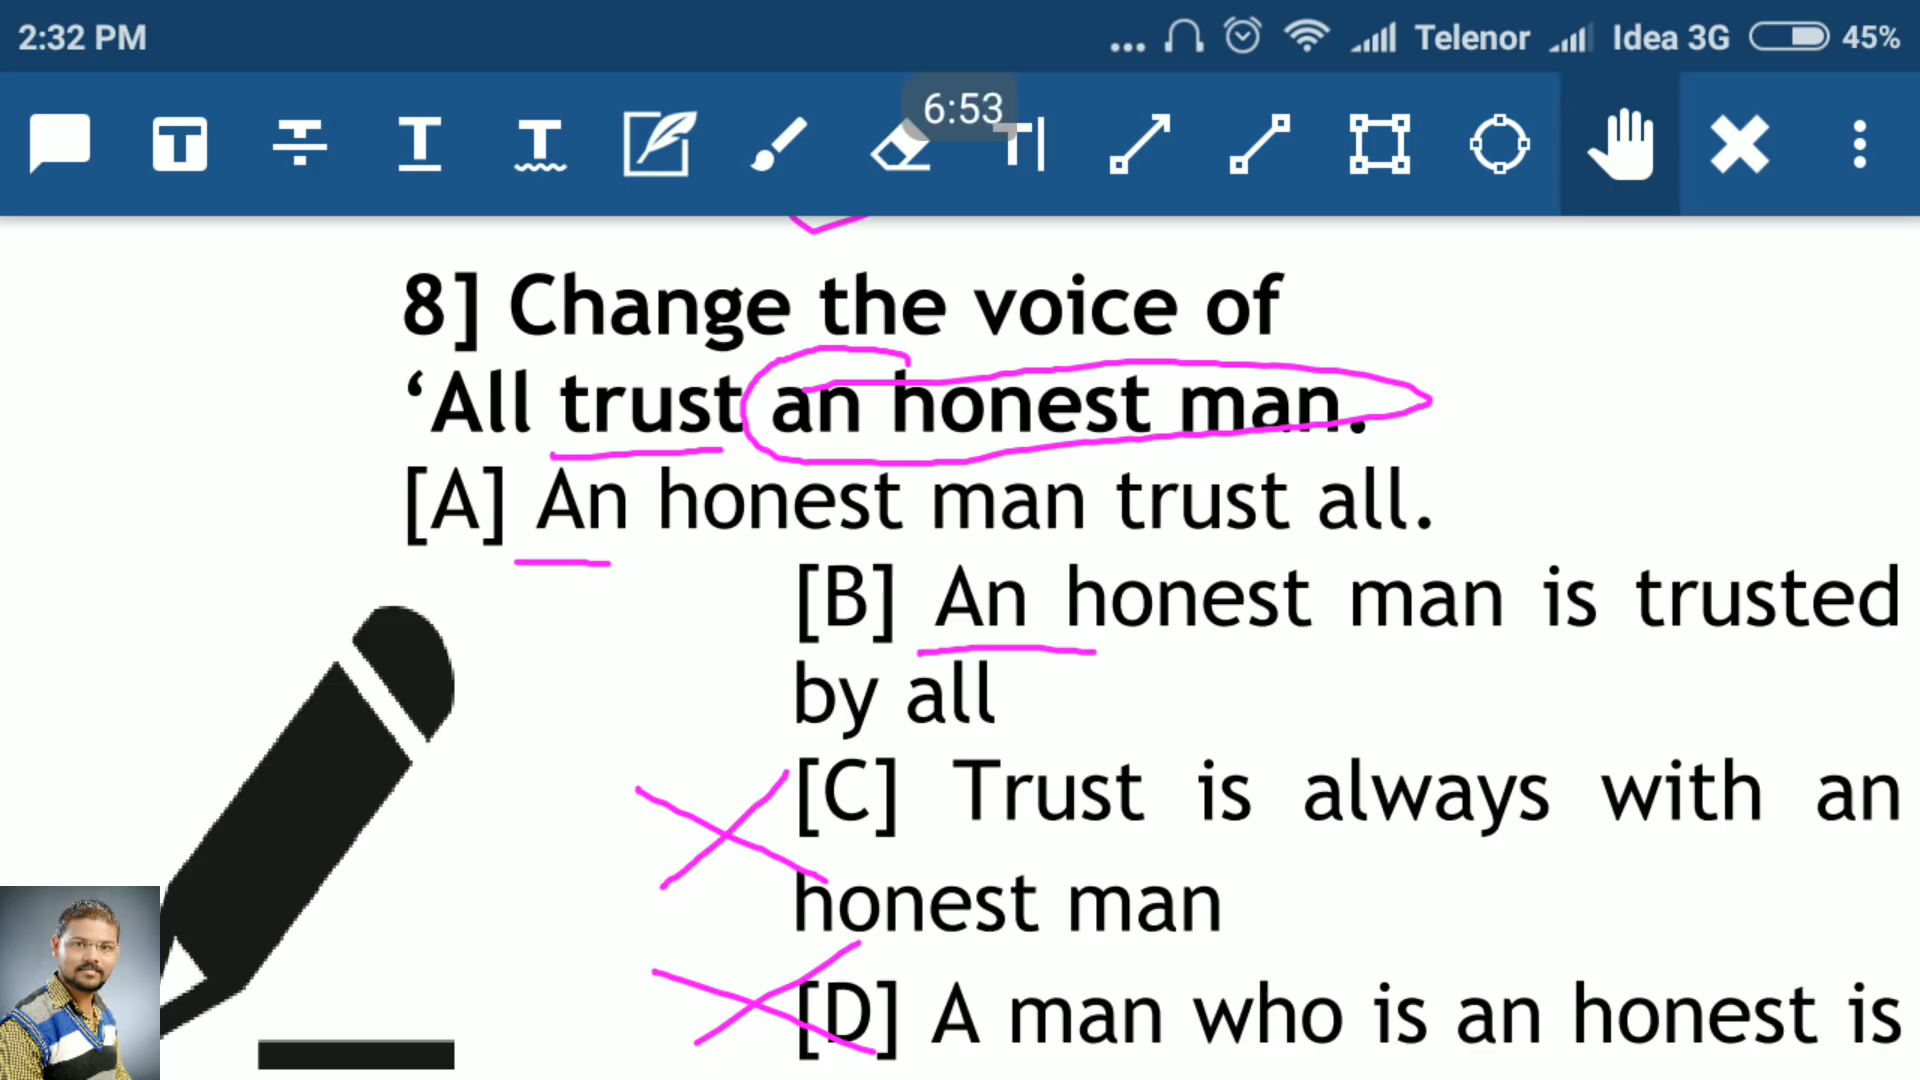 2:32 PM
... Telenor Idea 3G 45%
6:53
8] Change the voice of
‘All trust an honest man.
[A] An honest man trust all.
[B] An honest man is trusted
by all
[C] Trust is always with an
honest man
[D] A man who is an honest is